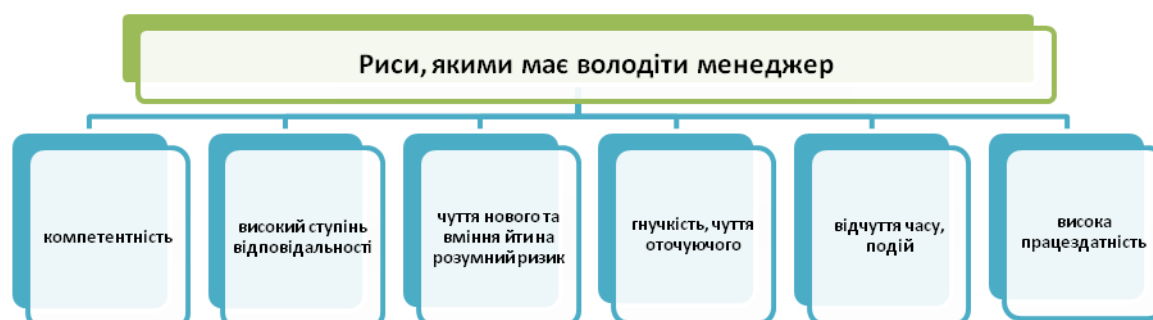 Риси, якими має володіти менеджер
компетентність
високий ступінь
відповідальності
чуття нового та
вміння йти на
розумний ризик
гнучкість, чуття
оточуючого
відчуття часу,
подій
висока
працездатність